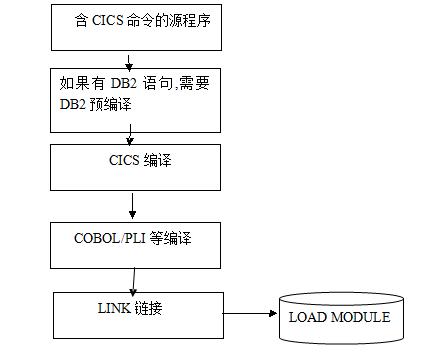 含 CICS 命令的源程序
如果有 DB2 语句,需要
DB2 预编译
CICS 编译
COBOL/PLI 等编译
LINK 链接
LOAD MODULE